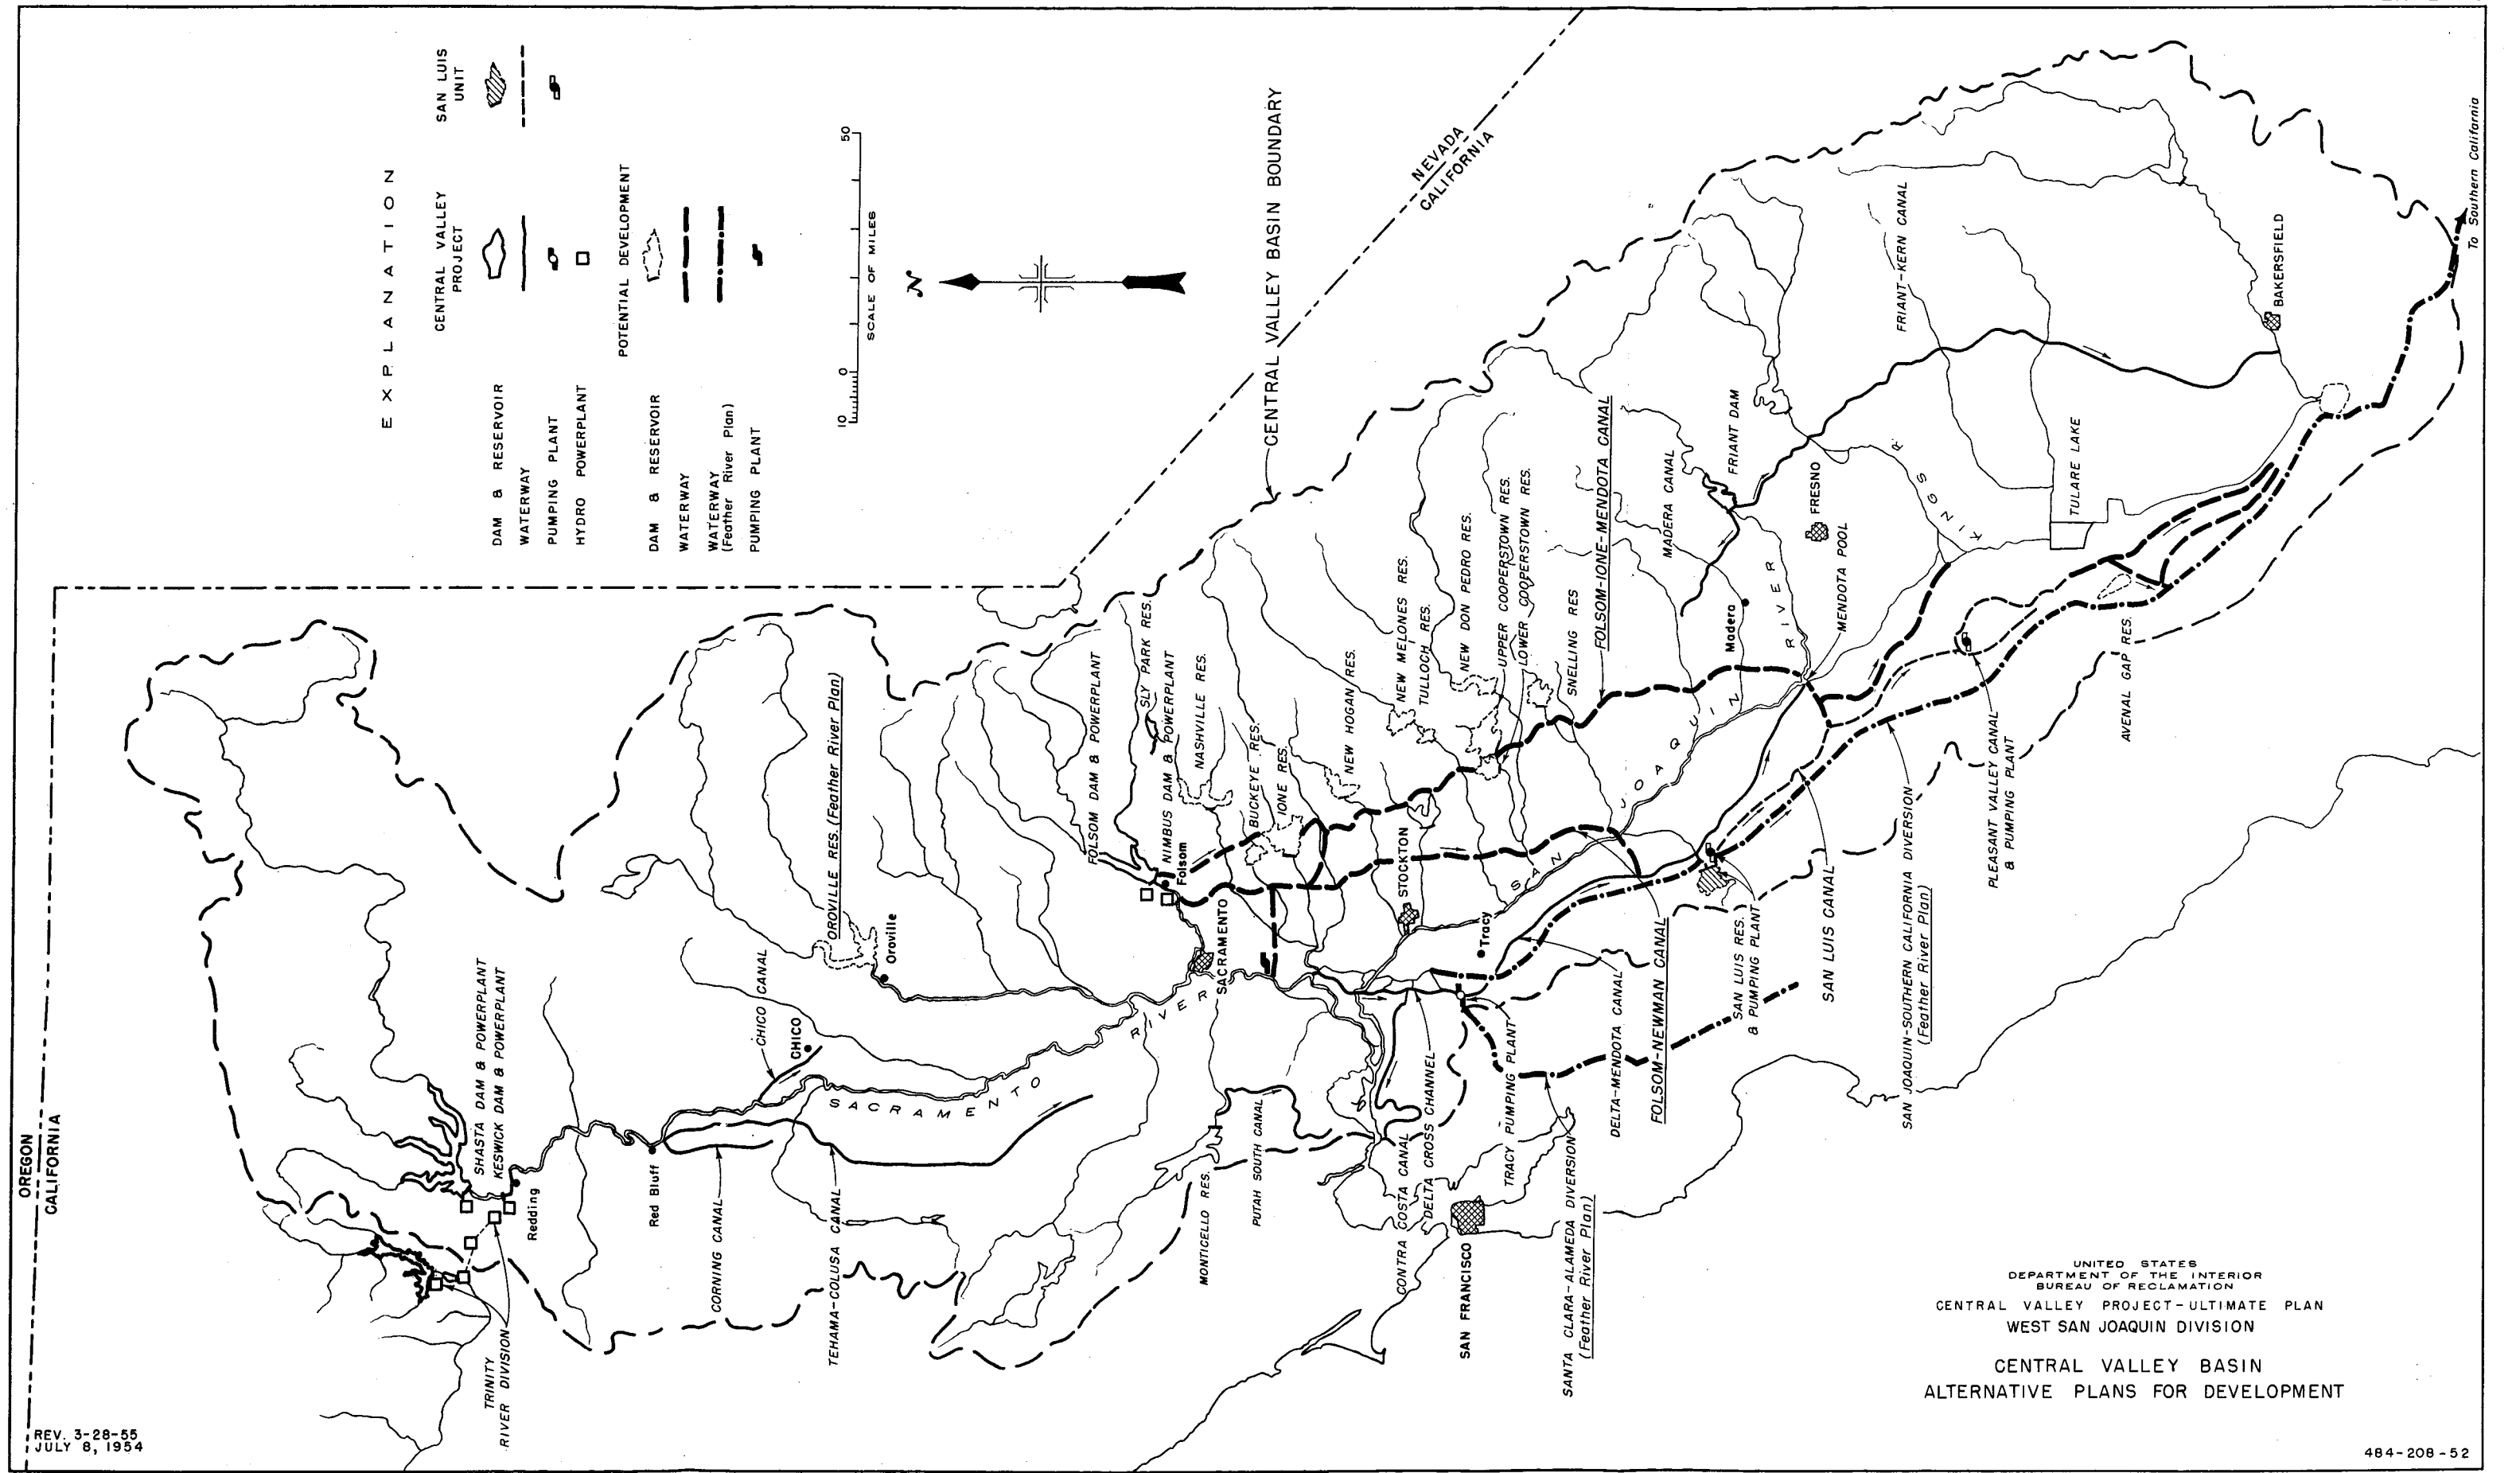 OREGON
CALIFORNIA
REV. 3-28-55
JULY 8, 1954
EXPLANATION
CENTRAL VALLEY
PROJECT
SAN LUIS
UNIT
DAM & RESERVOIR
WATERWAY
PUMPING PLANT
HYDRO POWERPLANT
POTENTIAL DEVELOPMENT
DAM & RESERVOIR
WATERWAY
WATERWAY
(Feather River Plan)
PUMPING PLANT
10 0 50
SCALE OF MILES
N
CENTRAL VALLEY BASIN BOUNDARY
NEVADA
CALIFORNIA
TRINITY
RIVER DIVISION
SHASTA DAM & POWERPLANT
KESWICK DAM & POWERPLANT
Redding
Red Bluff
CORNING CANAL
CHICO CANAL
CHICO
TEHAMA-COLUSA CANAL
SACRAMENTO
RIVER
OROVILLE RES. (Feather River Plan)
Oroville
FOLSOM DAM & POWERPLANT
SLY PARK RES.
NIMBUS DAM & POWERPLANT
Folsom
NASHVILLE RES.
SACRAMENTO
BUCKEYE RES.
IONE RES.
MONTICELLO RES.
PUTAH SOUTH CANAL
NEW HOGAN RES.
NEW MELONES RES.
TULLOCH RES.
STOCKTON
NEW DON PEDRO RES.
UPPER COOPERSTOWN RES.
LOWER COOPERSTOWN RES.
SNELLING RES
FOLSOM-IONE-MENDOTA CANAL
CONTRA COSTA CANAL
DELTA CROSS CHANNEL
SAN FRANCISCO
Tracy
TRACY PUMPING PLANT
SANTA CLARA-ALAMEDA DIVERSION
(Feather River Plan)
DELTA-MENDOTA CANAL
FOLSOM-NEWMAN CANAL
SAN JOAQUIN
RIVER
MADERA CANAL
FRIANT DAM
Madera
FRESNO
MENDOTA POOL
SAN LUIS RES.
& PUMPING PLANT
SAN LUIS CANAL
SAN JOAQUIN-SOUTHERN CALIFORNIA DIVERSION
(Feather River Plan)
KINGS R.
FRIANT-KERN CANAL
TULARE LAKE
PLEASANT VALLEY CANAL
& PUMPING PLANT
AVENAL GAP RES.
BAKERSFIELD
To Southern California
UNITED STATES
DEPARTMENT OF THE INTERIOR
BUREAU OF RECLAMATION
CENTRAL VALLEY PROJECT-ULTIMATE PLAN
WEST SAN JOAQUIN DIVISION
CENTRAL VALLEY BASIN
ALTERNATIVE PLANS FOR DEVELOPMENT
484-208-52